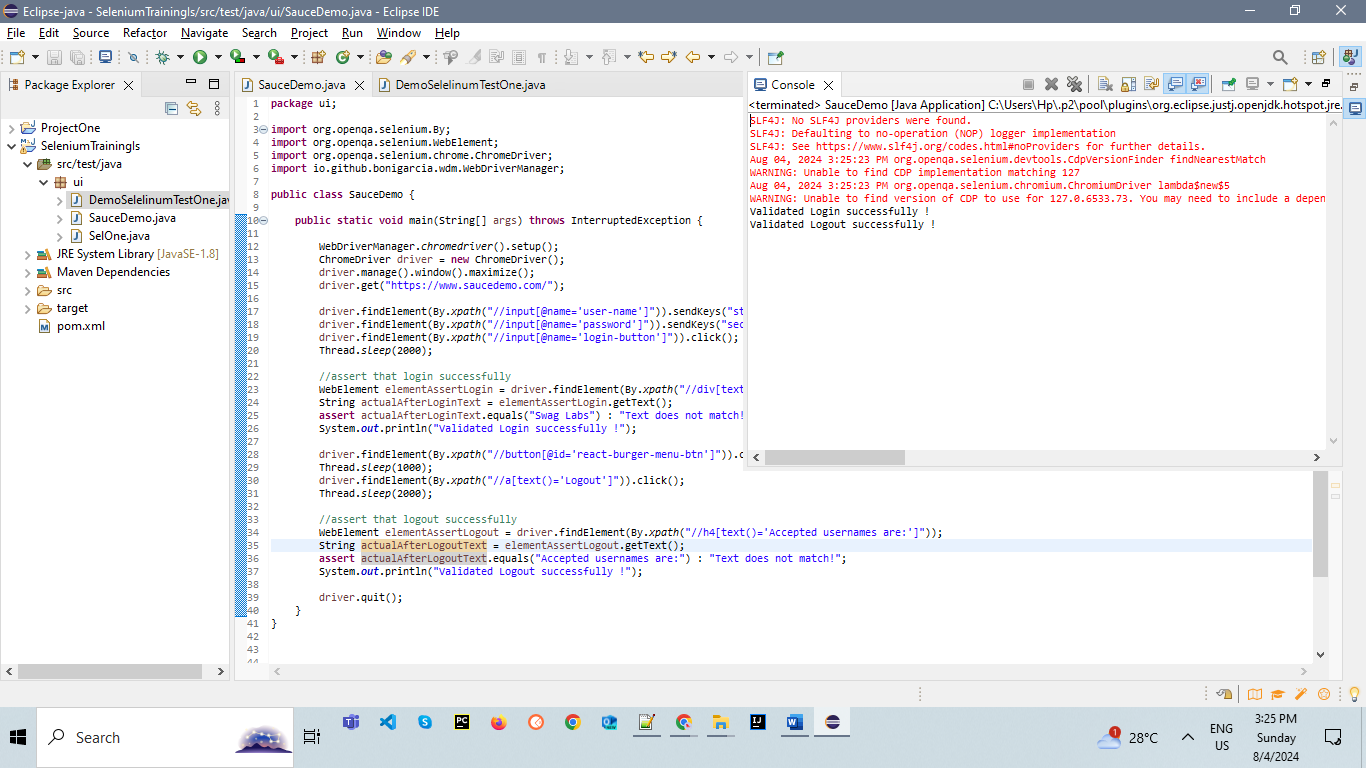 Eclipse-java - SeleniumTrainingIs/src/test/java/ui/SauceDemo.java - Eclipse IDE
File Edit Source Refactor Navigate Search Project Run Window Help
Package Explorer
ProjectOne
SeleniumTrainingIs
src/test/java
ui
DemoSelelinumTestOne.jav
SauceDemo.java
SelOne.java
JRE System Library [JavaSE-1.8]
Maven Dependencies
src
target
pom.xml
SauceDemo.java DemoSelelinumTestOne.java
1 package ui;
2
3 import org.openqa.selenium.By;
4 import org.openqa.selenium.WebElement;
5 import org.openqa.selenium.chrome.ChromeDriver;
6 import io.github.bonigarcia.wdm.WebDriverManager;
7
8 public class SauceDemo {
9
10 public static void main(String[] args) throws InterruptedException {
11
12 WebDriverManager.chromedriver().setup();
13 ChromeDriver driver = new ChromeDriver();
14 driver.manage().window().maximize();
15 driver.get("https://www.saucedemo.com/");
16
17 driver.findElement(By.xpath("//input[@name='user-name']")).sendKeys("st
18 driver.findElement(By.xpath("//input[@name='password']")).sendKeys("sec
19 driver.findElement(By.xpath("//input[@name='login-button']")).click();
20 Thread.sleep(2000);
21
22 //assert that login successfully
23 WebElement elementAssertLogin = driver.findElement(By.xpath("//div[text
24 String actualAfterLoginText = elementAssertLogin.getText();
25 assert actualAfterLoginText.equals("Swag Labs") : "Text does not match!
26 System.out.println("Validated Login successfully !");
27
28 driver.findElement(By.xpath("//button[@id='react-burger-menu-btn']")).c
29 Thread.sleep(1000);
30 driver.findElement(By.xpath("//a[text()='Logout']")).click();
31 Thread.sleep(2000);
32
33 //assert that logout successfully
34 WebElement elementAssertLogout = driver.findElement(By.xpath("//h4[text()='Accepted usernames are:']"));
35 String actualAfterLogoutText = elementAssertLogout.getText();
36 assert actualAfterLogoutText.equals("Accepted usernames are:") : "Text does not match!";
37 System.out.println("Validated Logout successfully !");
38
39 driver.quit();
40 }
41 }
42
43
44
Console
<terminated> SauceDemo [Java Application] C:\Users\Hp\.p2\pool\plugins\org.eclipse.justj.openjdk.hotspot.jre.
SLF4J: No SLF4J providers were found.
SLF4J: Defaulting to no-operation (NOP) logger implementation
SLF4J: See https://www.slf4j.org/codes.html#noProviders for further details.
Aug 04, 2024 3:25:23 PM org.openqa.selenium.devtools.CdpVersionFinder findNearestMatch
WARNING: Unable to find CDP implementation matching 127
Aug 04, 2024 3:25:23 PM org.openqa.selenium.chromium.ChromiumDriver lambda$new$5
WARNING: Unable to find version of CDP to use for 127.0.6533.73. You may need to include a depen
Validated Login successfully !
Validated Logout successfully !
Search
1
28°C
ENG
US
3:25 PM
Sunday
8/4/2024